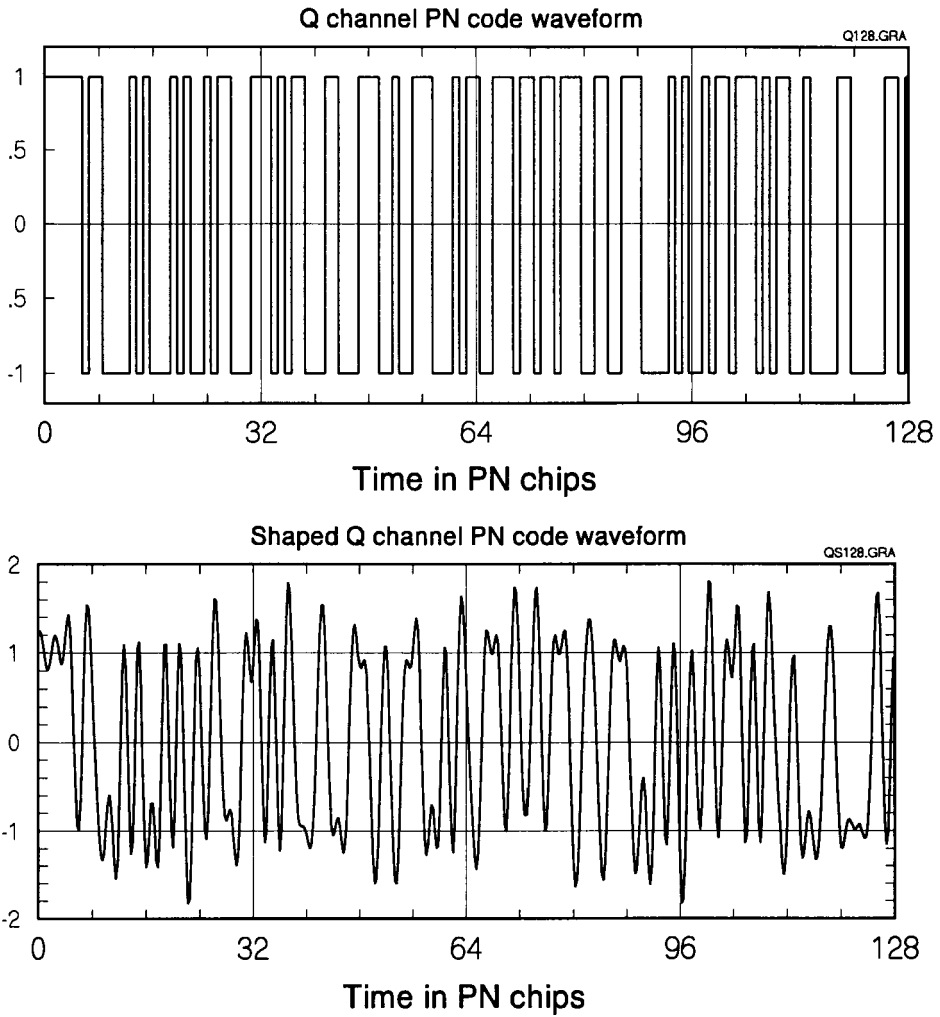 Q channel PN code waveform
Q128.GRA
1
.5
0
.5
-1
0 32 64 96 128
Time in PN chips
Shaped Q channel PN code waveform
QS128.GRA
2
1
0
-1
-2
0 32 64 96 128
Time in PN chips